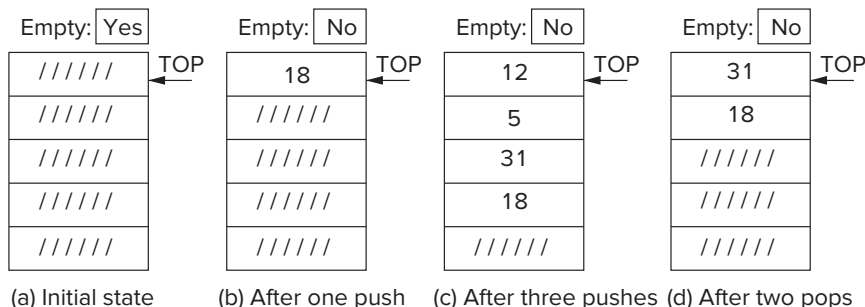 Empty: Yes Empty: No Empty: No Empty: No
////// TOP 18 TOP 12 TOP 31 TOP
////// ////// 5 18
////// ////// 31 //////
////// ////// 18 //////
////// ////// ////// //////
(a) Initial state (b) After one push (c) After three pushes (d) After two pops